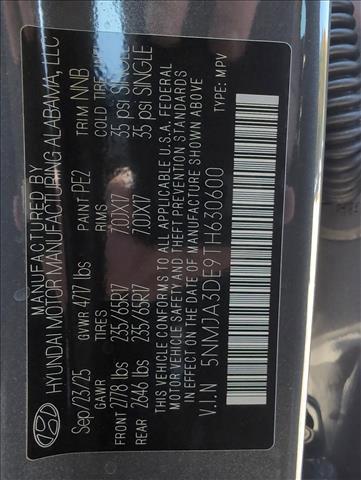 MANUFACTURED BY
HYUNDAI MOTOR MANUFACTURING ALABAMA, LLC
Sep/23/25 GVWR 4717 lbs PAINT PE2 TRIM NNB
GAWR TIRES RIMS COLD TIRE
FRONT 2778 lbs 235/65R17 7.0JX17 35 psi SINGLE
REAR 2646 lbs 235/65R17 7.0JX17 35 psi SINGLE
THIS VEHICLE CONFORMS TO ALL APPLICABLE U.S.A. FEDERAL
MOTOR VEHICLE SAFETY AND THEFT PREVENTION STANDARDS
IN EFFECT ON THE DATE OF MANUFACTURE SHOWN ABOVE
V.I.N 5NMJA3DE9TH630600 TYPE: MPV